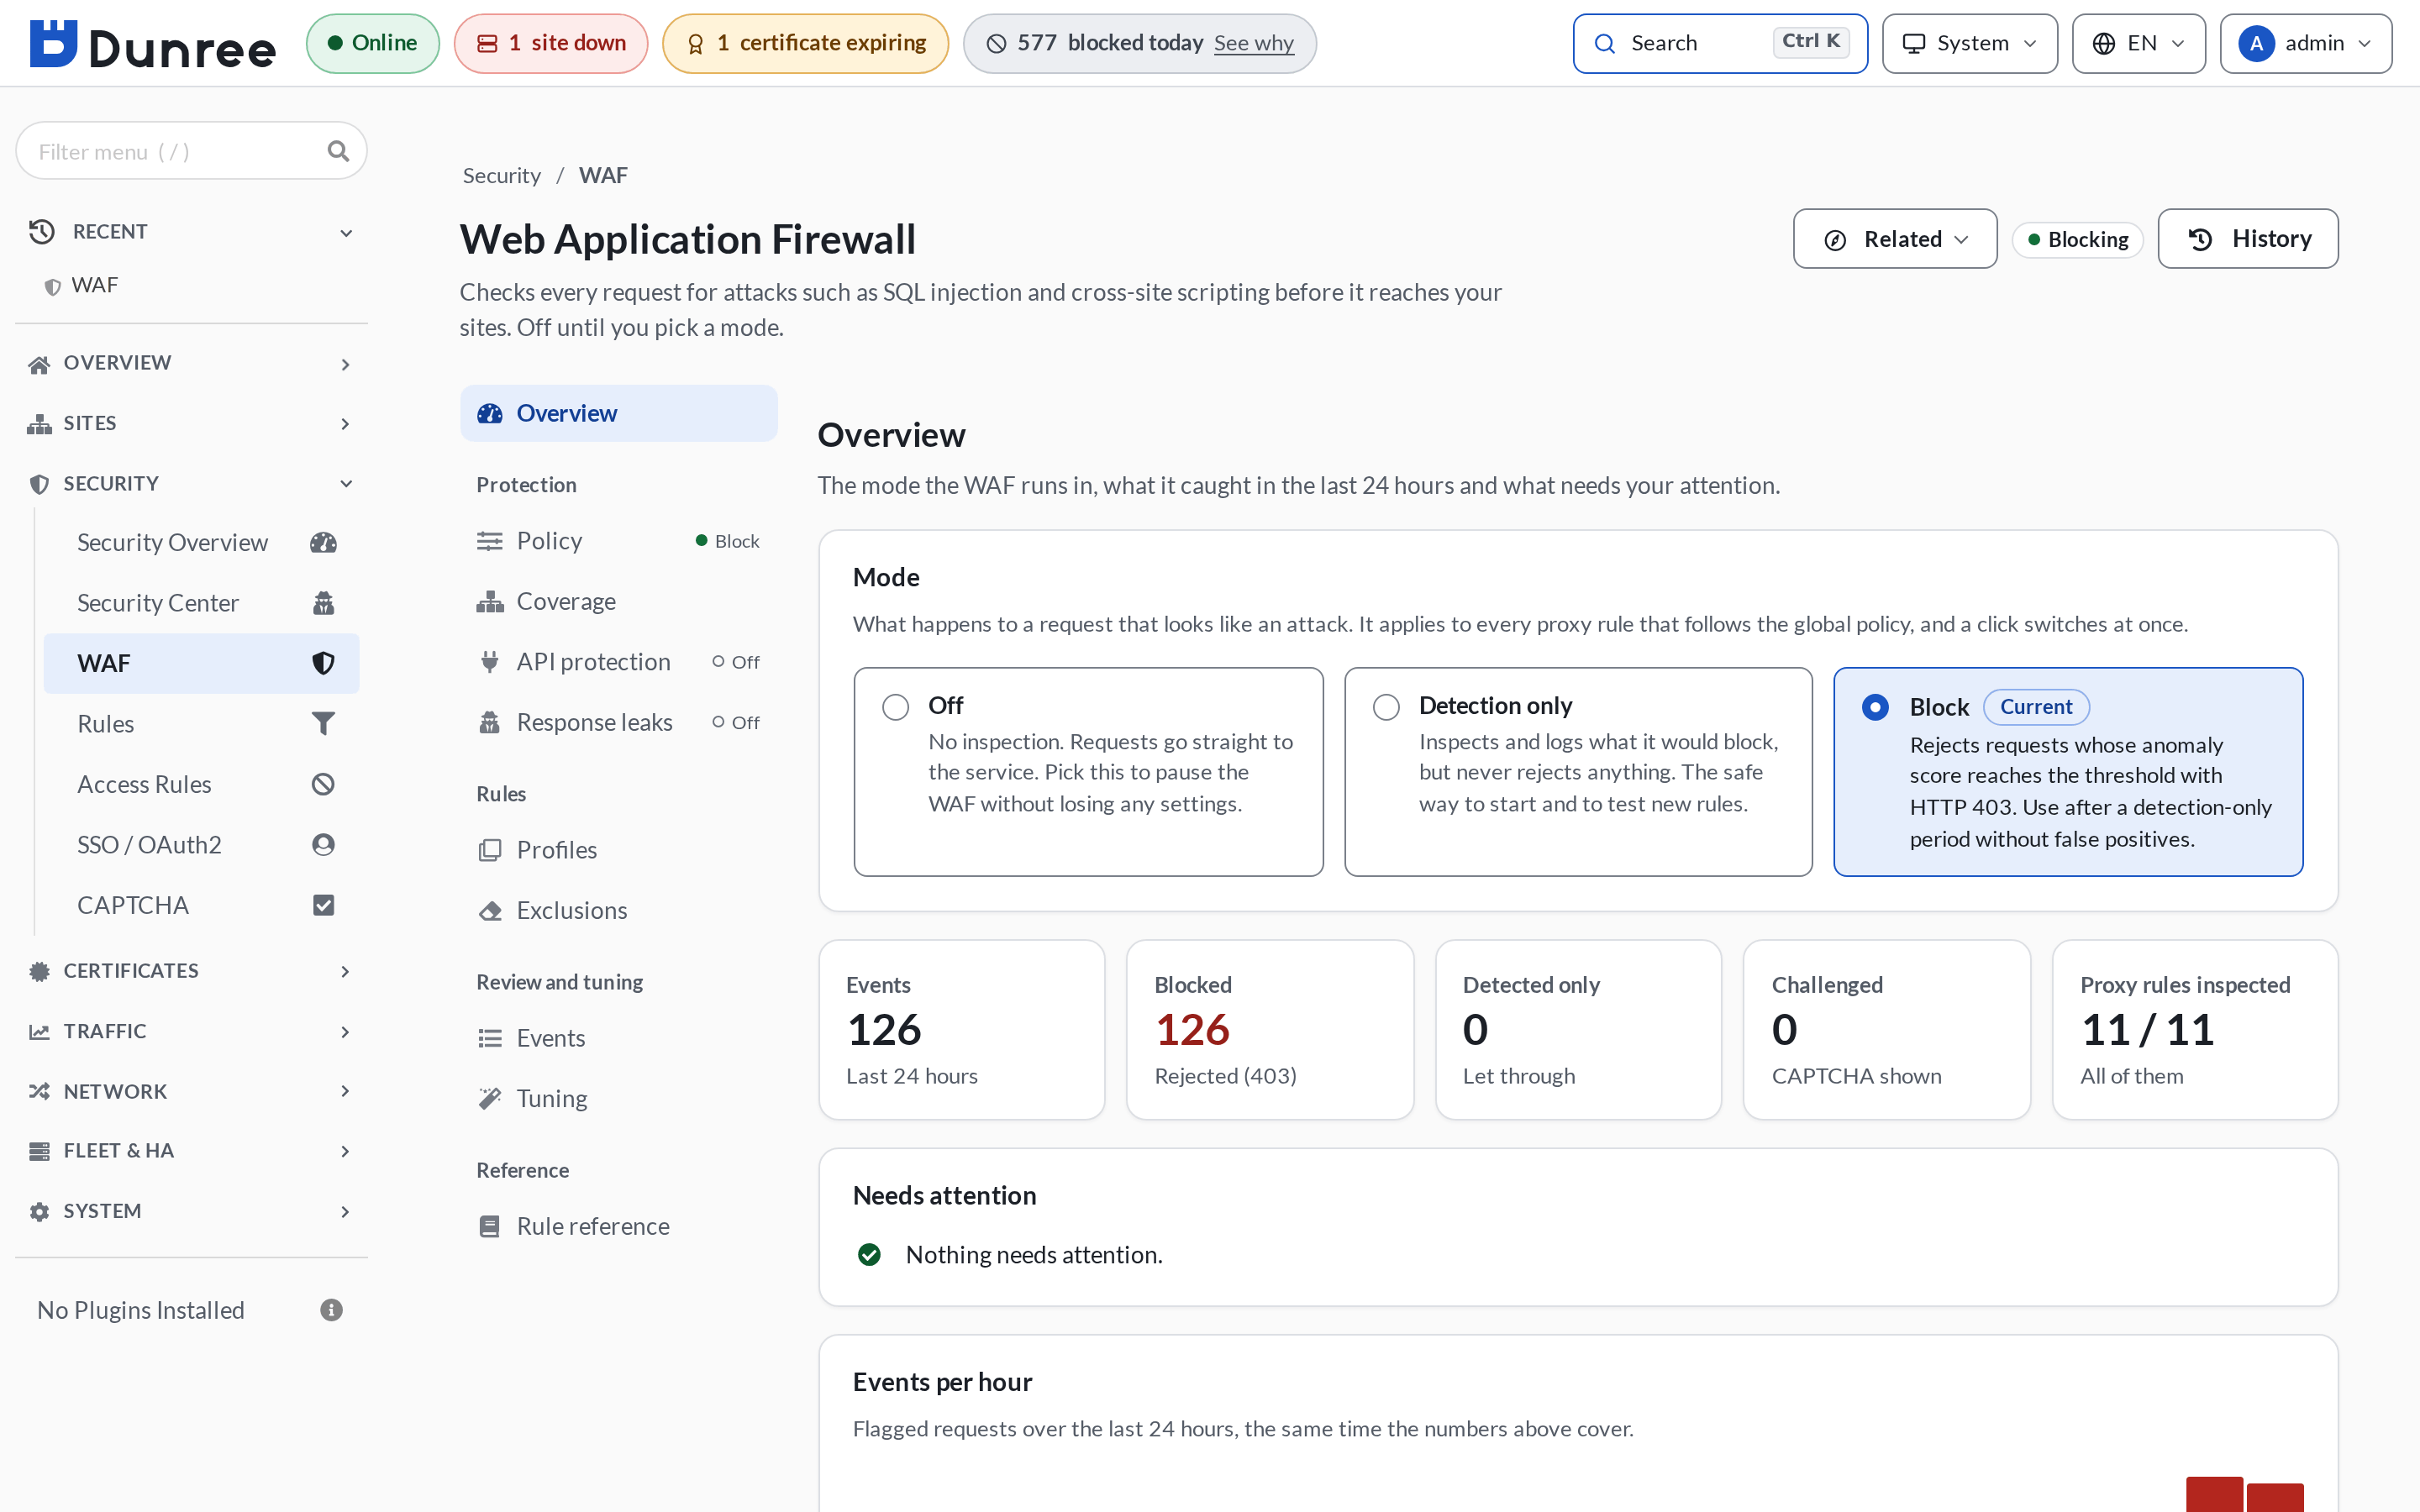 Dunree
Online
1 site down
1 certificate expiring
577 blocked today See why
Search Ctrl K
System
EN
A admin
Filter menu ( / )
RECENT
WAF
OVERVIEW
SITES
SECURITY
Security Overview
Security Center
WAF
Rules
Access Rules
SSO / OAuth2
CAPTCHA
CERTIFICATES
TRAFFIC
NETWORK
FLEET & HA
SYSTEM
No Plugins Installed
Security / WAF
Web Application Firewall
Related
Blocking
History
Checks every request for attacks such as SQL injection and cross-site scripting before it reaches your
sites. Off until you pick a mode.
Overview
Protection
Policy Block
Coverage
API protection Off
Response leaks Off
Rules
Profiles
Exclusions
Review and tuning
Events
Tuning
Reference
Rule reference
Overview
The mode the WAF runs in, what it caught in the last 24 hours and what needs your attention.
Mode
What happens to a request that looks like an attack. It applies to every proxy rule that follows the global policy, and a click switches at once.
Off
No inspection. Requests go straight to
the service. Pick this to pause the
WAF without losing any settings.
Detection only
Inspects and logs what it would block,
but never rejects anything. The safe
way to start and to test new rules.
Block Current
Rejects requests whose anomaly
score reaches the threshold with
HTTP 403. Use after a detection-only
period without false positives.
Events
126
Last 24 hours
Blocked
126
Rejected (403)
Detected only
0
Let through
Challenged
0
CAPTCHA shown
Proxy rules inspected
11 / 11
All of them
Needs attention
Nothing needs attention.
Events per hour
Flagged requests over the last 24 hours, the same time the numbers above cover.